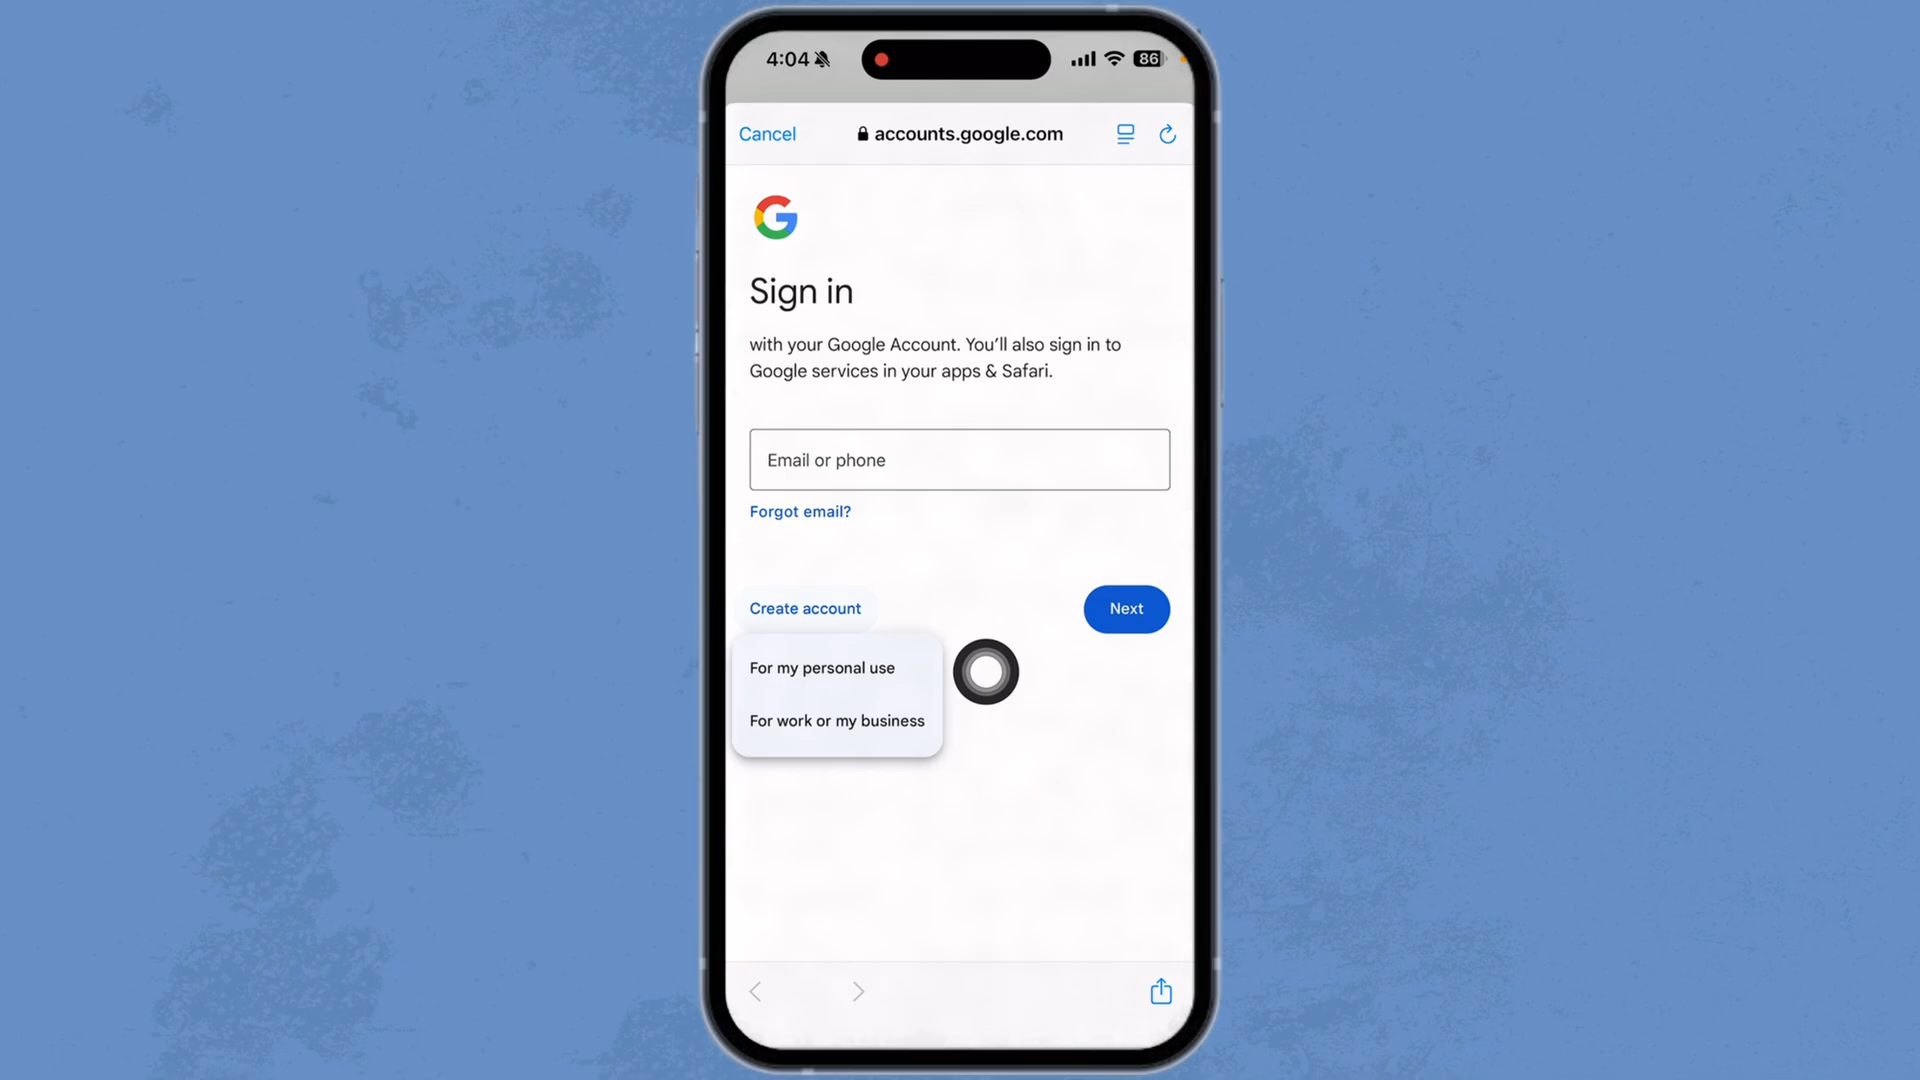 4:04
86
Cancel
accounts.google.com
Sign in
with your Google Account. You’ll also sign in to
Google services in your apps & Safari.
Email or phone
Forgot email?
Create account
Next
For my personal use
For work or my business